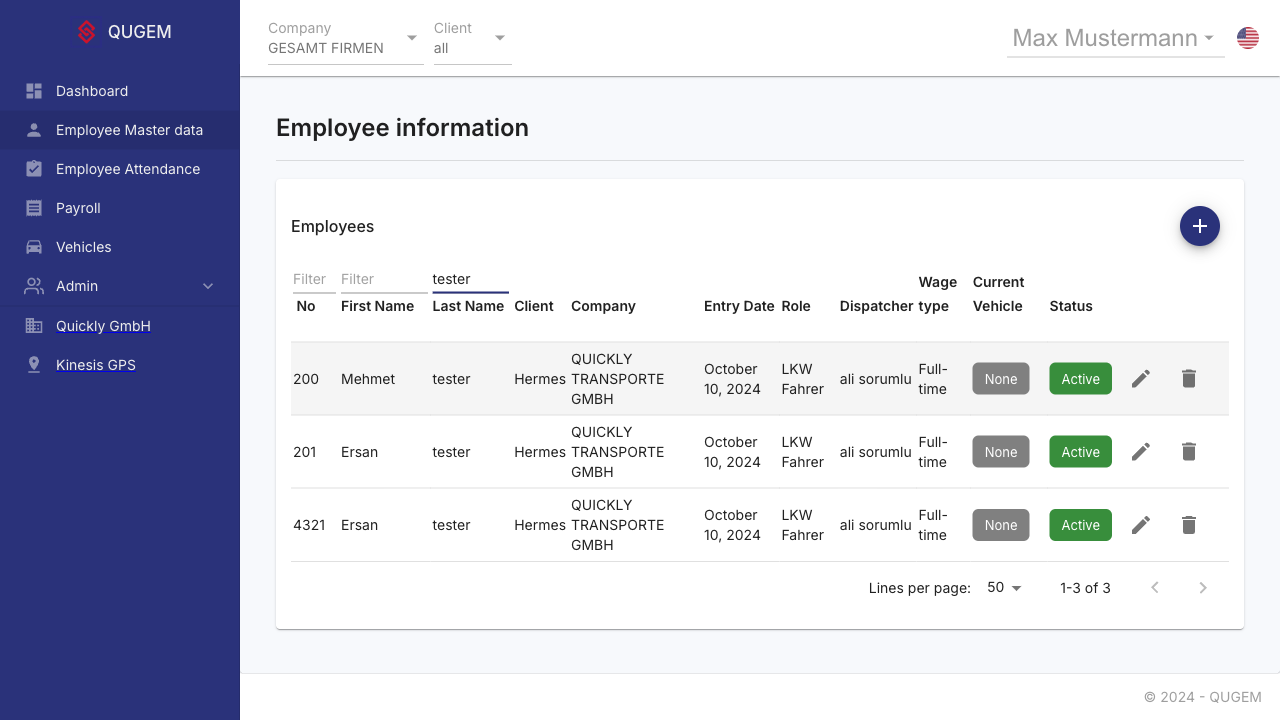 QUGEM
Dashboard
Employee Master data
Employee Attendance
Payroll
Vehicles
Admin
Quickly GmbH
Kinesis GPS
Company
GESAMT FIRMEN
Client
all
Max Mustermann
Employee information
Employees
Filter Filter tester
No First Name Last Name Client Company Entry Date Role Dispatcher Wage type Current Vehicle Status
200 Mehmet tester Hermes QUICKLY TRANSPORTE GMBH October 10, 2024 LKW Fahrer ali sorumlu Full-time None Active
201 Ersan tester Hermes QUICKLY TRANSPORTE GMBH October 10, 2024 LKW Fahrer ali sorumlu Full-time None Active
4321 Ersan tester Hermes QUICKLY TRANSPORTE GMBH October 10, 2024 LKW Fahrer ali sorumlu Full-time None Active
Lines per page: 50 1-3 of 3
© 2024 - QUGEM